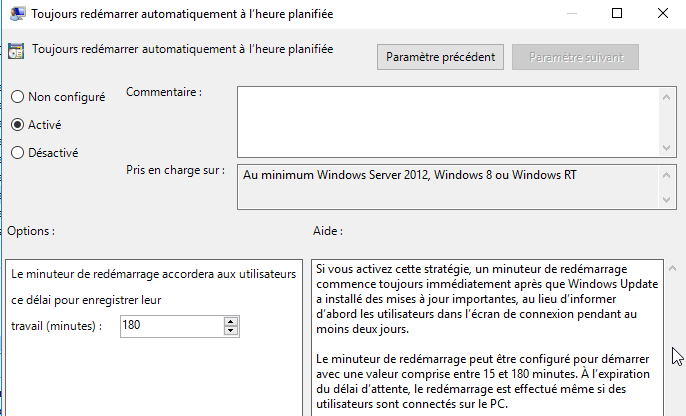 Toujours redémarrer automatiquement à l'heure planifiée
Toujours redémarrer automatiquement à l'heure planifiée
Paramètre précédent
Paramètre suivant
Non configuré
Commentaire :
Activé
Désactivé
Pris en charge sur :
Au minimum Windows Server 2012, Windows 8 ou Windows RT
Options :
Aide :
Le minuteur de redémarrage accordera aux utilisateurs
ce délai pour enregistrer leur
travail (minutes) :
180
Si vous activez cette stratégie, un minuteur de redémarrage
commence toujours immédiatement après que Windows Update
a installé des mises à jour importantes, au lieu d'informer
d'abord les utilisateurs dans l'écran de connexion pendant au
moins deux jours.
Le minuteur de redémarrage peut être configuré pour démarrer
avec une valeur comprise entre 15 et 180 minutes. À l'expiration
du délai d'attente, le redémarrage est effectué même si des
utilisateurs sont connectés sur le PC.